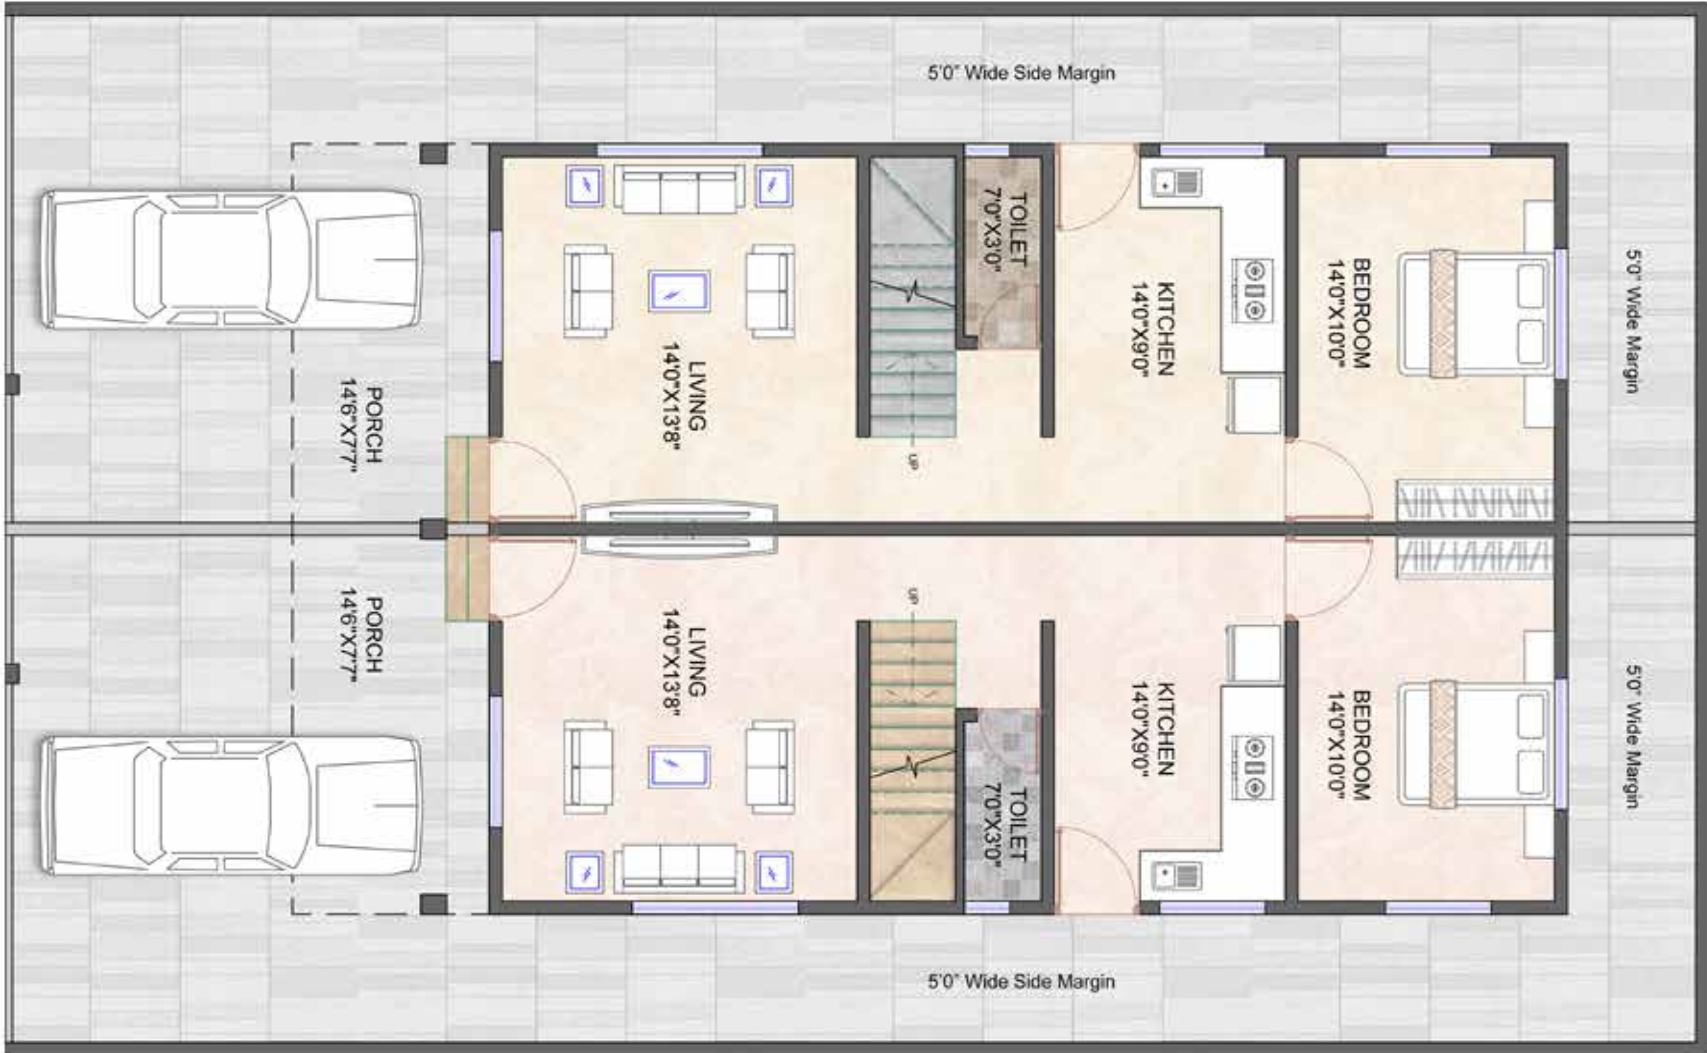 5'0" Wide Side Margin
TOILET
7'0"X3'0"
KITCHEN
14'0"X9'0"
BEDROOM
14'0"X10'0"
5'0" Wide Margin
LIVING
14'0"X13'8"
PORCH
14'6"X7'7"
UP
UP
PORCH
14'6"X7'7"
LIVING
14'0"X13'8"
KITCHEN
14'0"X9'0"
BEDROOM
14'0"X10'0"
5'0" Wide Margin
TOILET
7'0"X3'0"
5'0" Wide Side Margin